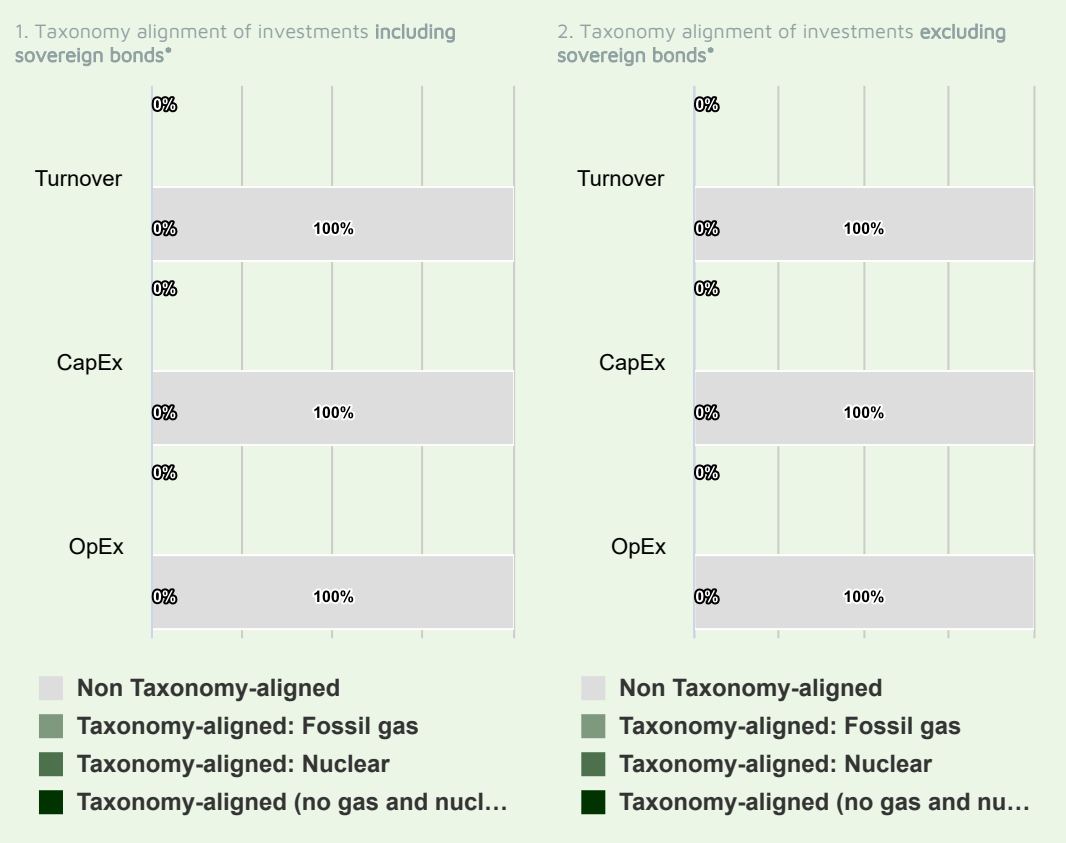 1. Taxonomy alignment of investments including
sovereign bonds*
0%
Turnover
0% 100%
0%
CapEx
0% 100%
0%
OpEx
0% 100%
Non Taxonomy-aligned
Taxonomy-aligned: Fossil gas
Taxonomy-aligned: Nuclear
Taxonomy-aligned (no gas and nucl...
2. Taxonomy alignment of investments excluding
sovereign bonds*
0%
Turnover
0% 100%
0%
CapEx
0% 100%
0%
OpEx
0% 100%
Non Taxonomy-aligned
Taxonomy-aligned: Fossil gas
Taxonomy-aligned: Nuclear
Taxonomy-aligned (no gas and nu...